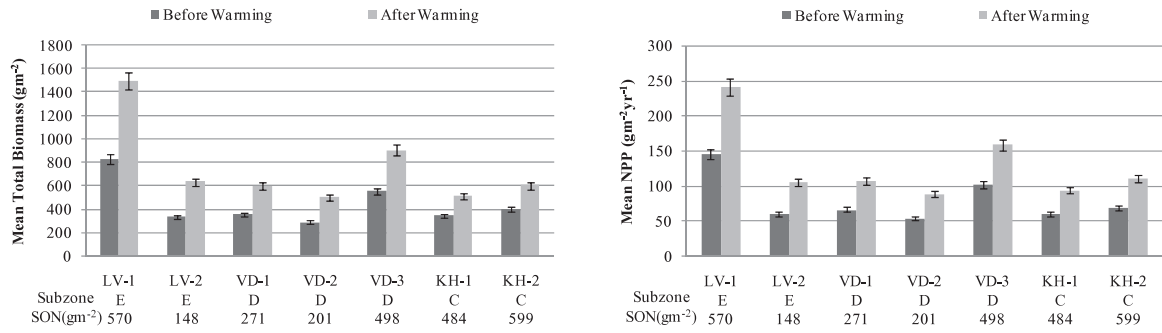 Before Warming After Warming
Mean Total Biomass (gm-2)
1800
1600
1400
1200
1000
800
600
400
200
0
LV-1 LV-2 VD-1 VD-2 VD-3 KH-1 KH-2
Subzone E E D D D C C
SON(gm-2) 570 148 271 201 498 484 599
Before Warming After Warming
Mean NPP (gm-2yr-1)
300
250
200
150
100
50
0
LV-1 LV-2 VD-1 VD-2 VD-3 KH-1 KH-2
Subzone E E D D D C C
SON(gm-2) 570 148 271 201 498 484 599